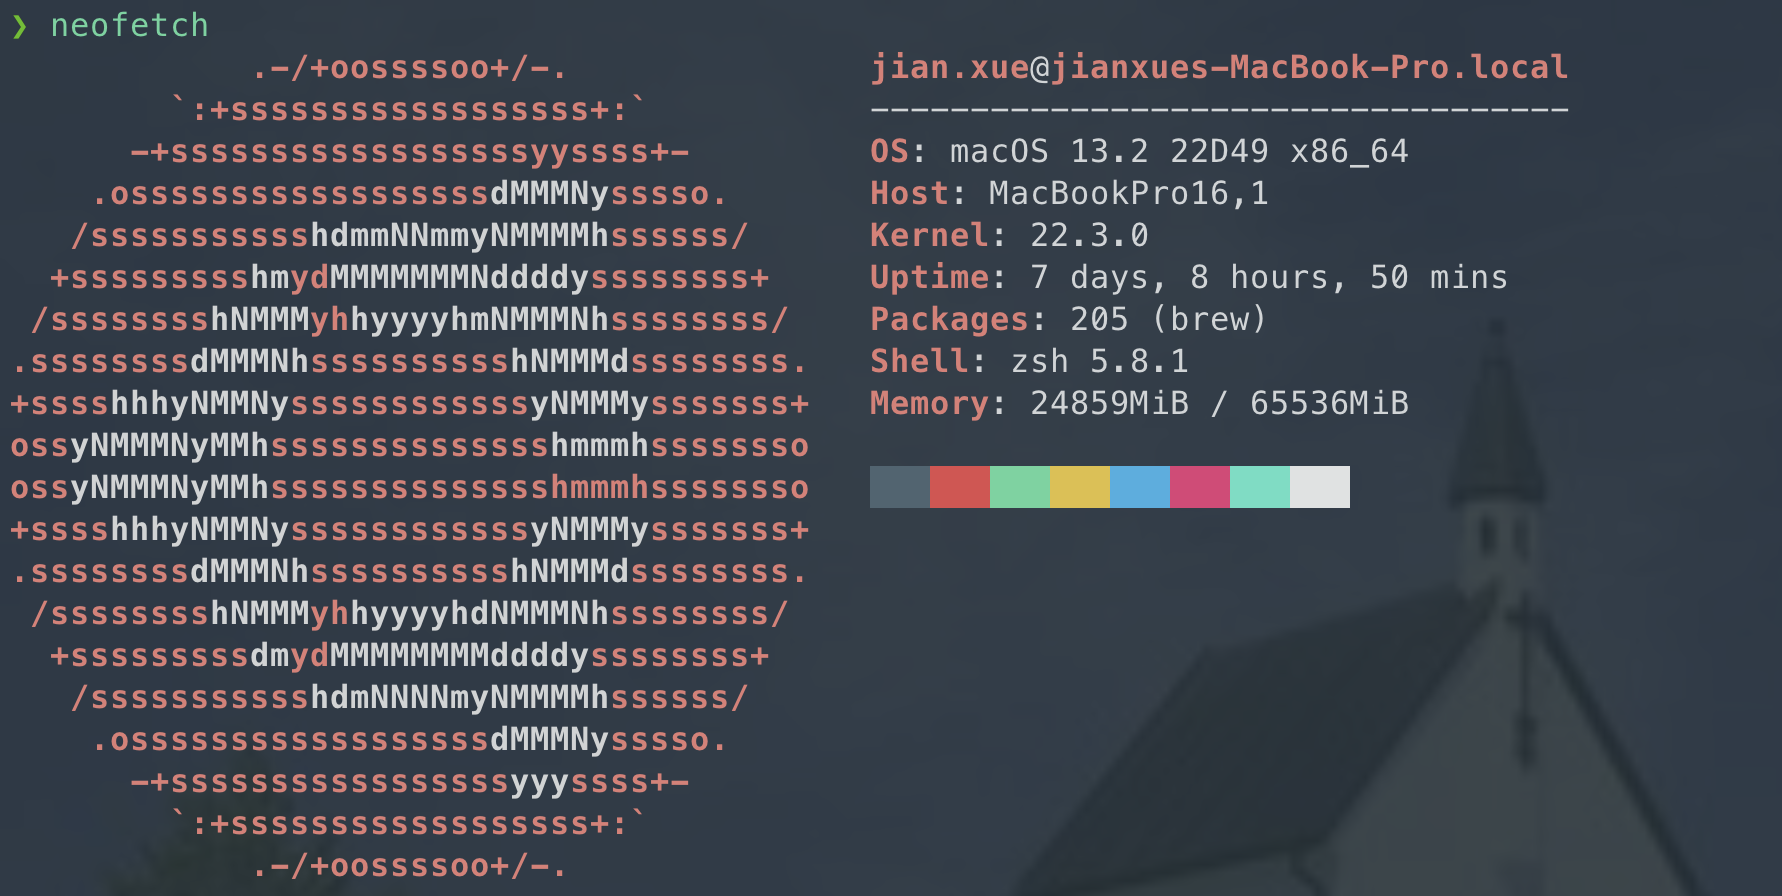 ❯ neofetch
.-/+oossssoo+/-.
`:+ssssssssssssssssss+:`
-+ssssssssssssssssssyyssss+-
.ossssssssssssssssssdMMMNysssso.
/ssssssssssshdmmNNmmyNMMMMhssssss/
+ssssssssshmydMMMMMMMNddddyssssssss+
/sssssssshNMMMyhhyyyyhmNMMMNhssssssss/
.ssssssssdMMMNhsssssssssshNMMMdssssssss.
+sssshhhyNMMNyssssssssssssyNMMMysssssss+
ossyNMMMNyMMhsssssssssssssshmmmhssssssso
ossyNMMMNyMMhsssssssssssssshmmmhssssssso
+sssshhhyNMMNyssssssssssssyNMMMysssssss+
.ssssssssdMMMNhsssssssssshNMMMdssssssss.
/sssssssshNMMMyhhyyyyhdNMMMNhssssssss/
+sssssssssdmydMMMMMMMMddddyssssssss+
/ssssssssssshdmNNNNmyNMMMMhssssss/
.ossssssssssssssssssdMMMNysssso.
-+sssssssssssssssssyyyssss+-
`:+ssssssssssssssssss+:`
.-/+oossssoo+/-.
jian.xue@jianxues-MacBook-Pro.local
-----------------------------------
OS: macOS 13.2 22D49 x86_64
Host: MacBookPro16,1
Kernel: 22.3.0
Uptime: 7 days, 8 hours, 50 mins
Packages: 205 (brew)
Shell: zsh 5.8.1
Memory: 24859MiB / 65536MiB